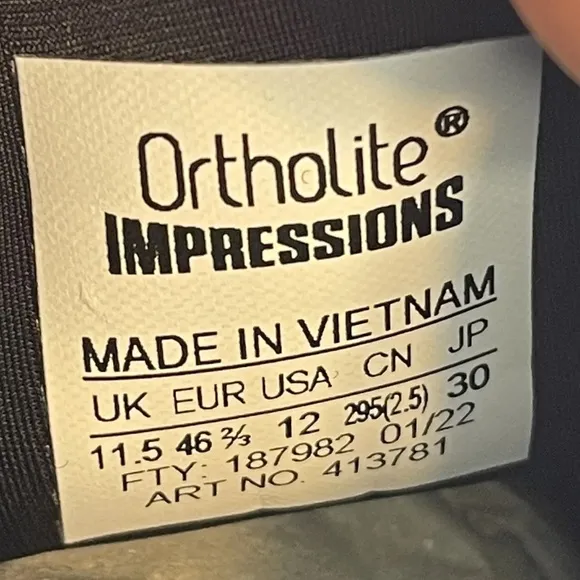 Ortholite®
IMPRESSIONS
MADE IN VIETNAM
UK EUR USA CN JP
11.5 46 ⅔ 12 295(2.5) 30
FTY: 187982 01/22
ART NO. 413781